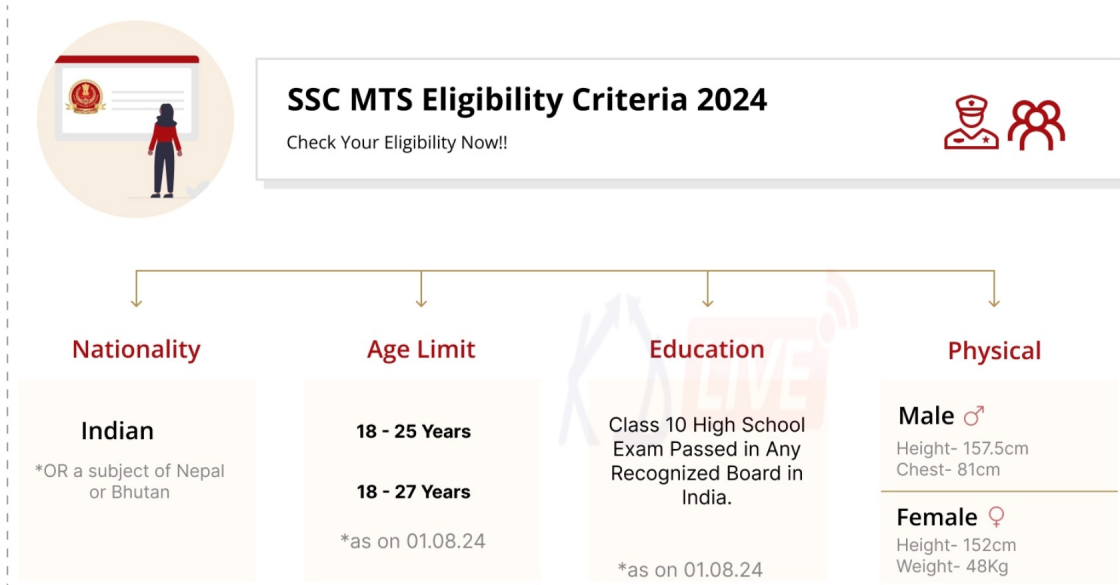 SSC MTS Eligibility Criteria 2024
Check Your Eligibility Now!!
Nationality
Indian
*OR a subject of Nepal
or Bhutan
Age Limit
18 - 25 Years
18 - 27 Years
*as on 01.08.24
Education
Class 10 High School
Exam Passed in Any
Recognized Board in
India.
*as on 01.08.24
Physical
Male
Height- 157.5cm
Chest- 81cm
Female
Height- 152cm
Weight- 48Kg
LIVE